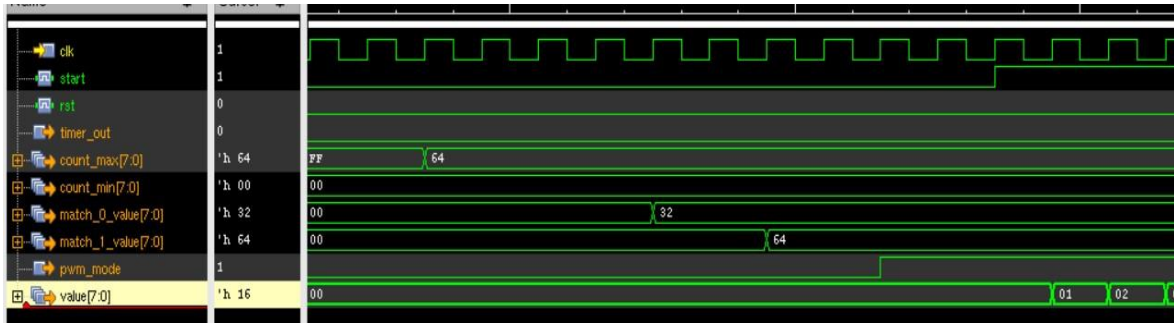 clk 1
start 1
rst 0
timer_out 0
count_max[7:0] 'h 64 FF 64
count_min[7:0] 'h 00 00
match_0_value[7:0] 'h 32 00 32
match_1_value[7:0] 'h 64 00 64
pwm_mode 1
value[7:0] 'h 16 00 01 02